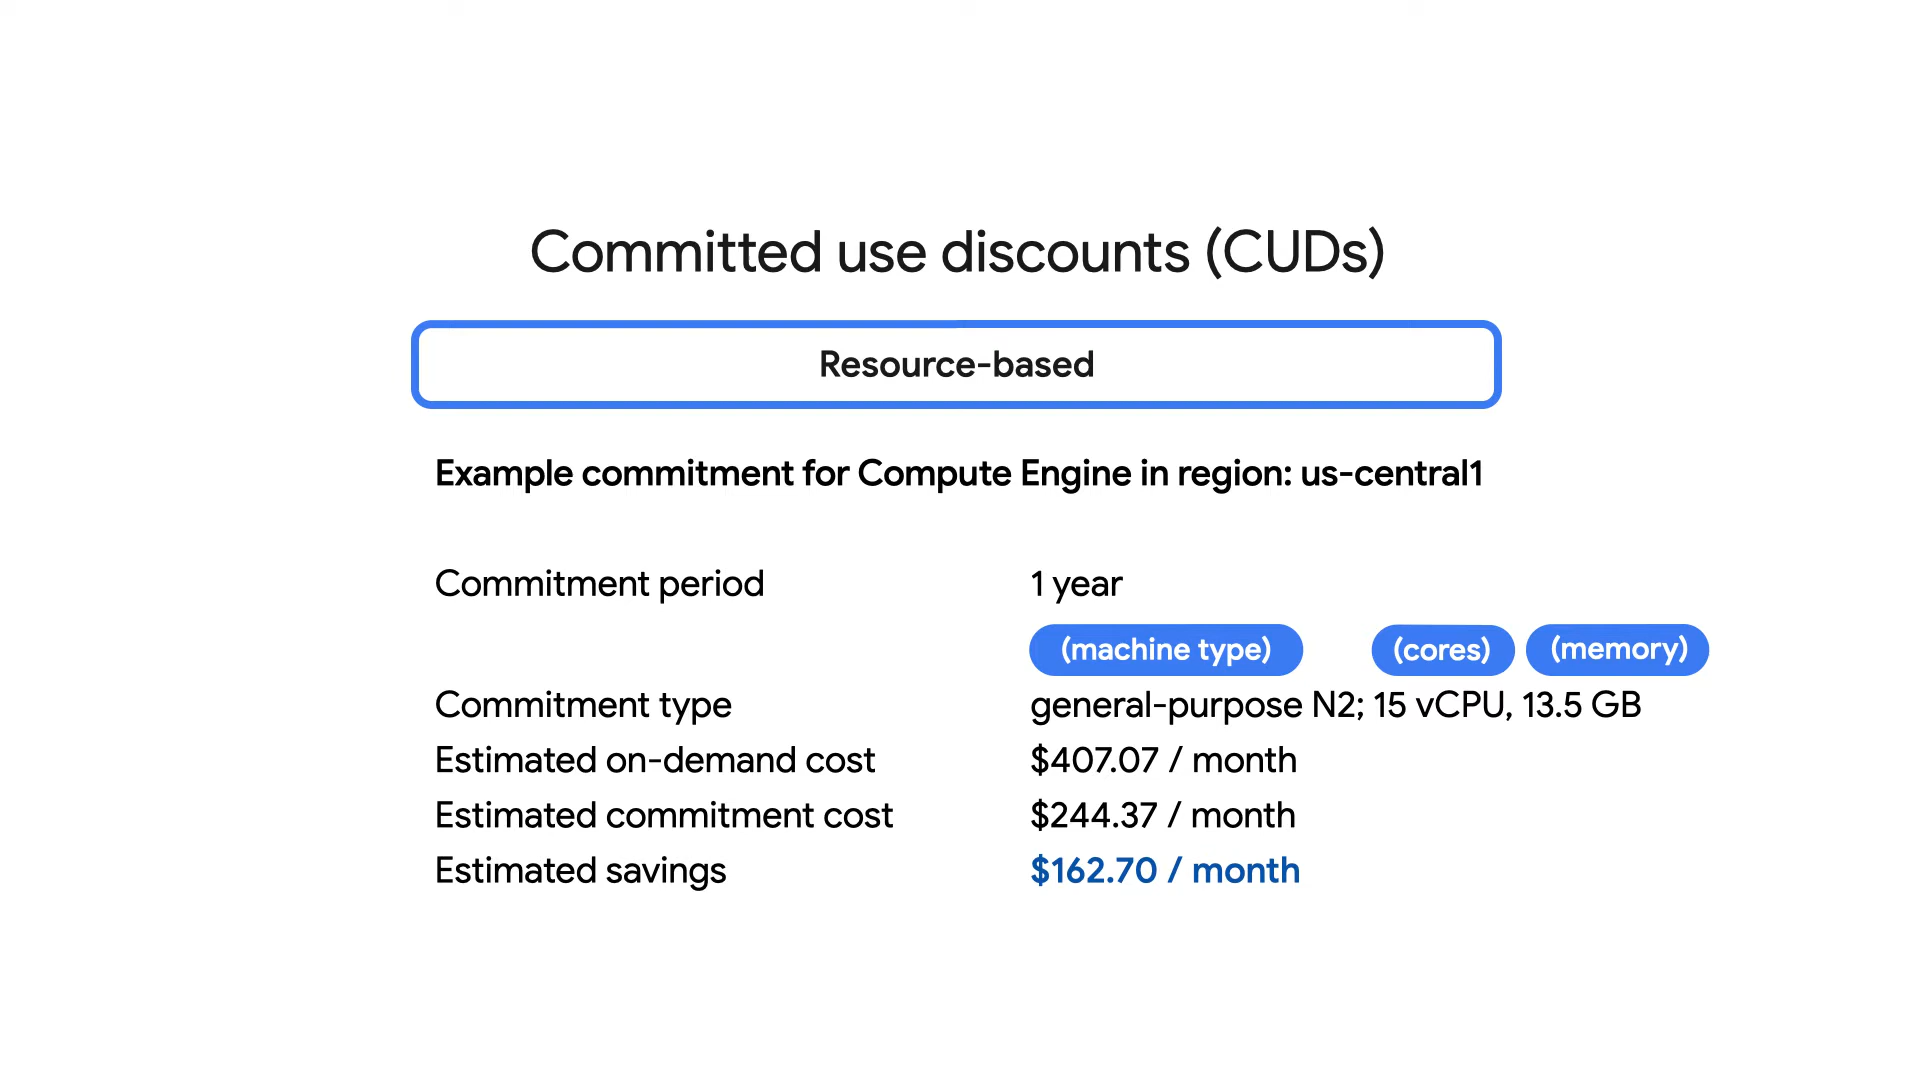 Committed use discounts (CUDs)
Resource-based
Example commitment for Compute Engine in region: us-central1
Commitment period 1 year
(machine type) (cores) (memory)
Commitment type general-purpose N2; 15 vCPU, 13.5 GB
Estimated on-demand cost $407.07 / month
Estimated commitment cost $244.37 / month
Estimated savings $162.70 / month